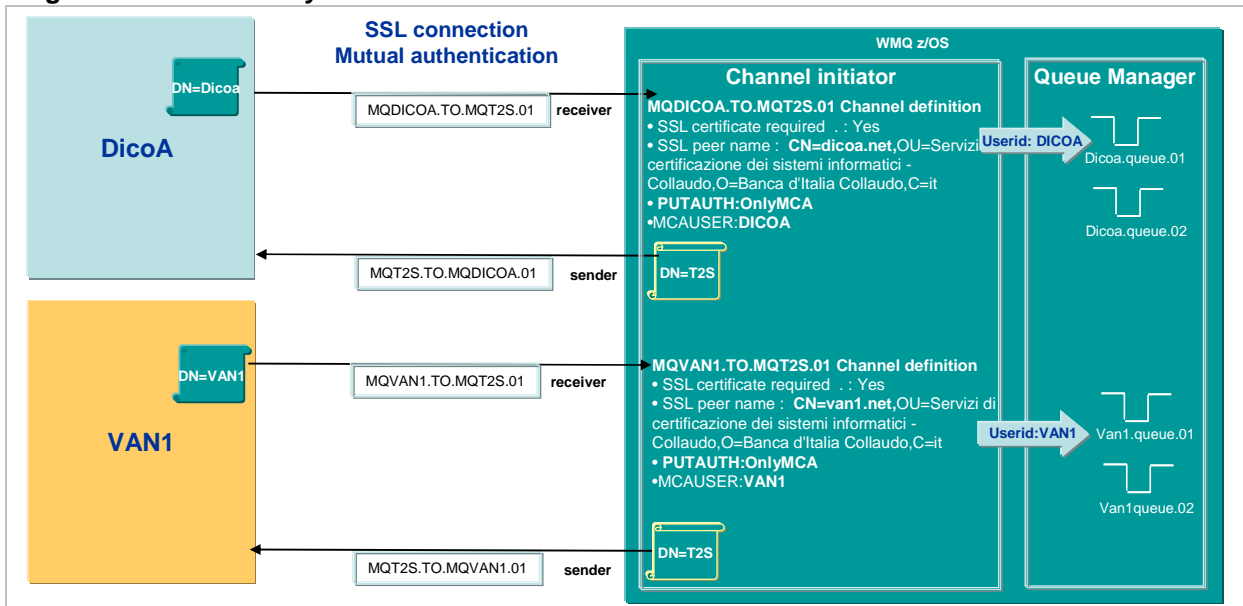 SSL connection
Mutual authentication
DN=Dicoa
DicoA
MQDICOA.TO.MQT2S.01
receiver
MQT2S.TO.MQDICOA.01
sender
DN=VAN1
VAN1
MQVAN1.TO.MQT2S.01
receiver
MQT2S.TO.MQVAN1.01
sender
WMQ z/OS
Channel initiator
MQDICOA.TO.MQT2S.01 Channel definition
• SSL certificate required . : Yes
• SSL peer name : CN=dicoa.net,OU=Servizi
certificazione dei sistemi informatici -
Collaudo,O=Banca d'Italia Collaudo,C=it
• PUTAUTH:OnlyMCA
•MCAUSER:DICOA
DN=T2S
MQVAN1.TO.MQT2S.01 Channel definition
• SSL certificate required . : Yes
• SSL peer name : CN=van1.net,OU=Servizi di
certificazione dei sistemi informatici -
Collaudo,O=Banca d'Italia Collaudo,C=it
• PUTAUTH:OnlyMCA
•MCAUSER:VAN1
DN=T2S
Userid: DICOA
Userid:VAN1
Queue Manager
Dicoa.queue.01
Dicoa.queue.02
Van1.queue.01
Van1queue.02